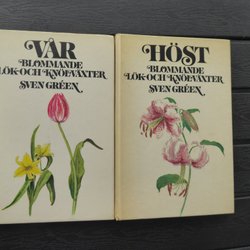 VÅR
BLOMMANDE
LÖK-OCH KNÖLVÄXTER
SVEN GRÉEN
HÖST
BLOMMANDE
LÖK-OCH KNÖLVÄXTER
SVEN GRÉEN